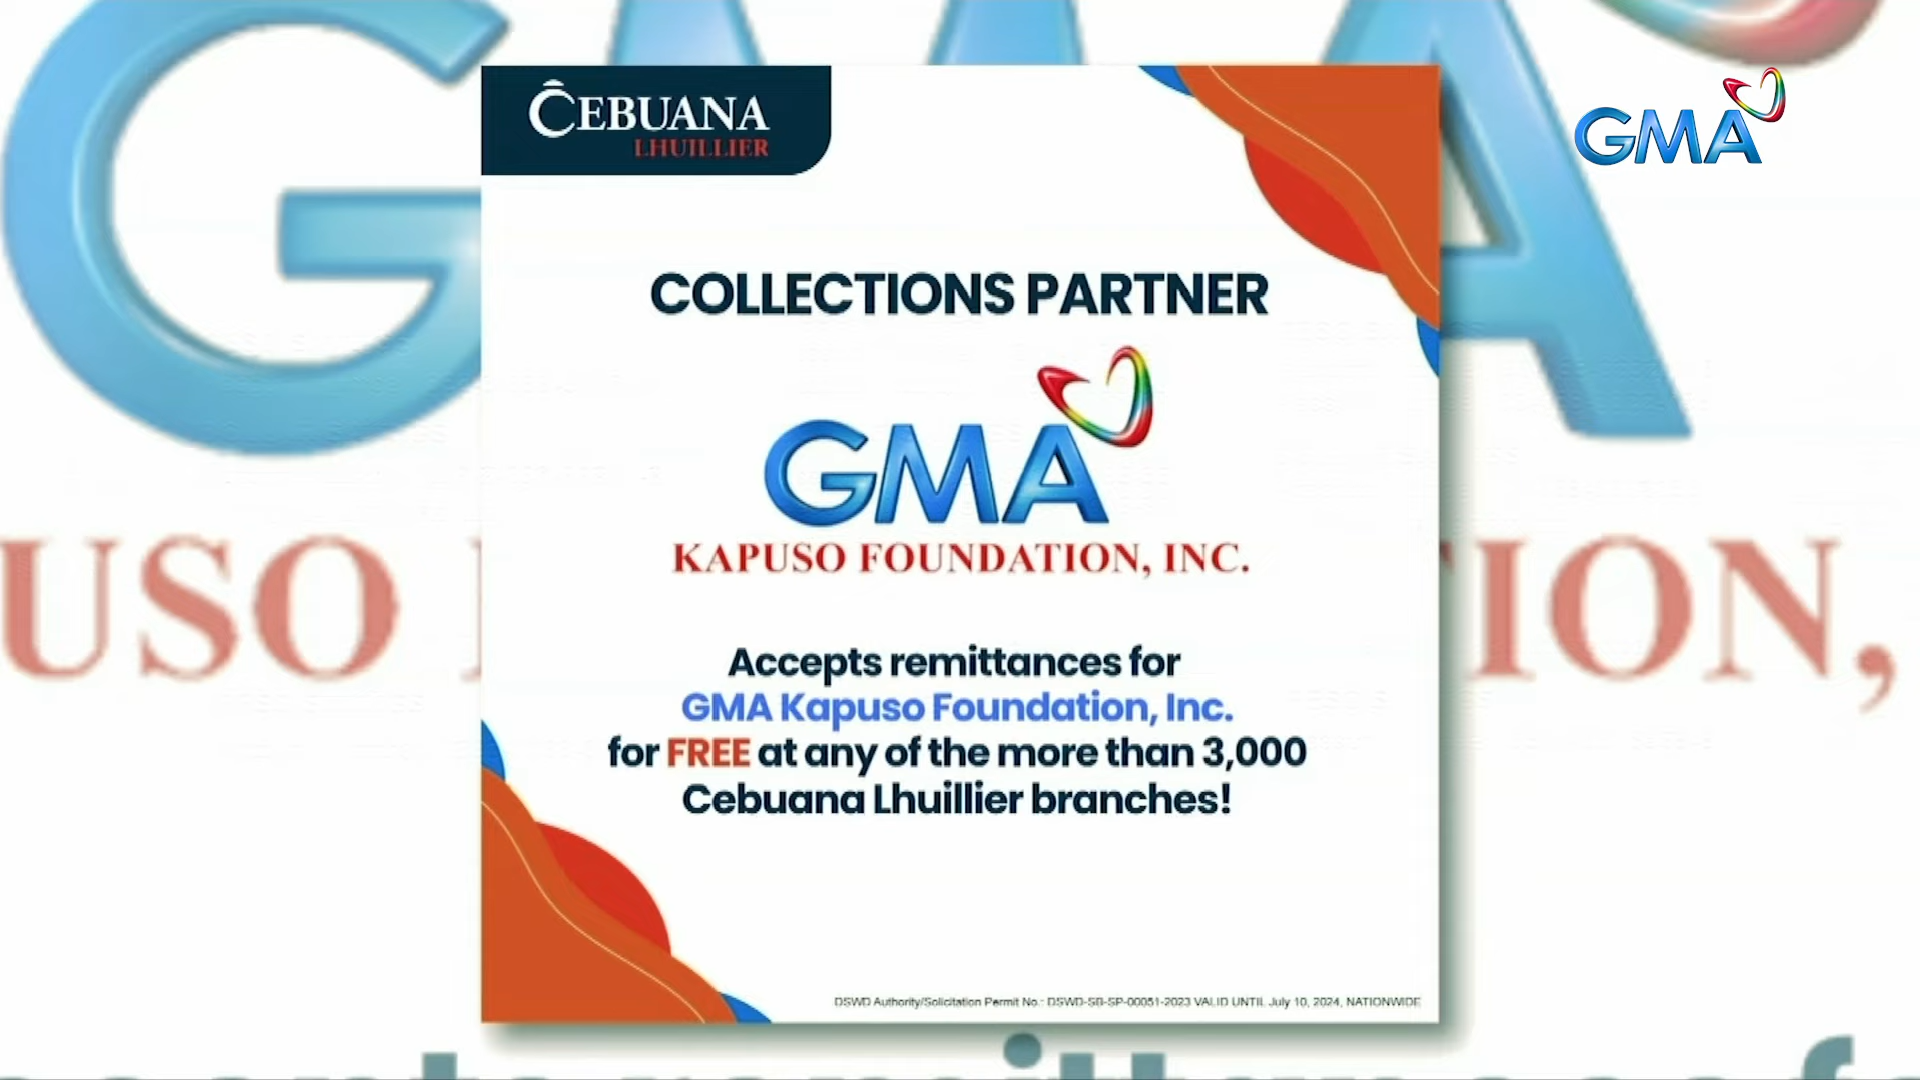 CEBUANA
LHUILLIER
GMA
COLLECTIONS PARTNER
GMA
KAPUSO FOUNDATION, INC.
Accepts remittances for
GMA Kapuso Foundation, Inc.
for FREE at any of the more than 3,000
Cebuana Lhuillier branches!
DSWD Authority/Solicitation Permit No.: DSWD-SB-SP-00051-2023 VALID UNTIL July 10, 2024, NATIONWIDE